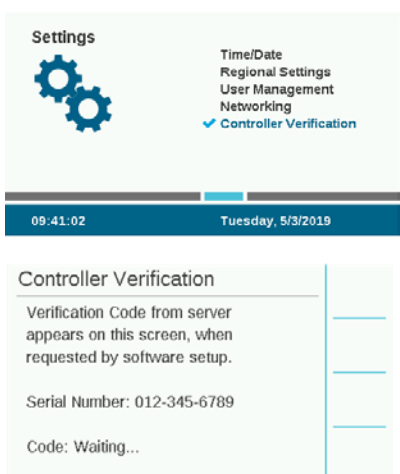 Settings
Time/Date
Regional Settings
User Management
Networking
Controller Verification
09:41:02 Tuesday, 5/3/2019
Controller Verification
Verification Code from server
appears on this screen, when
requested by software setup.
Serial Number: 012-345-6789
Code: Waiting...